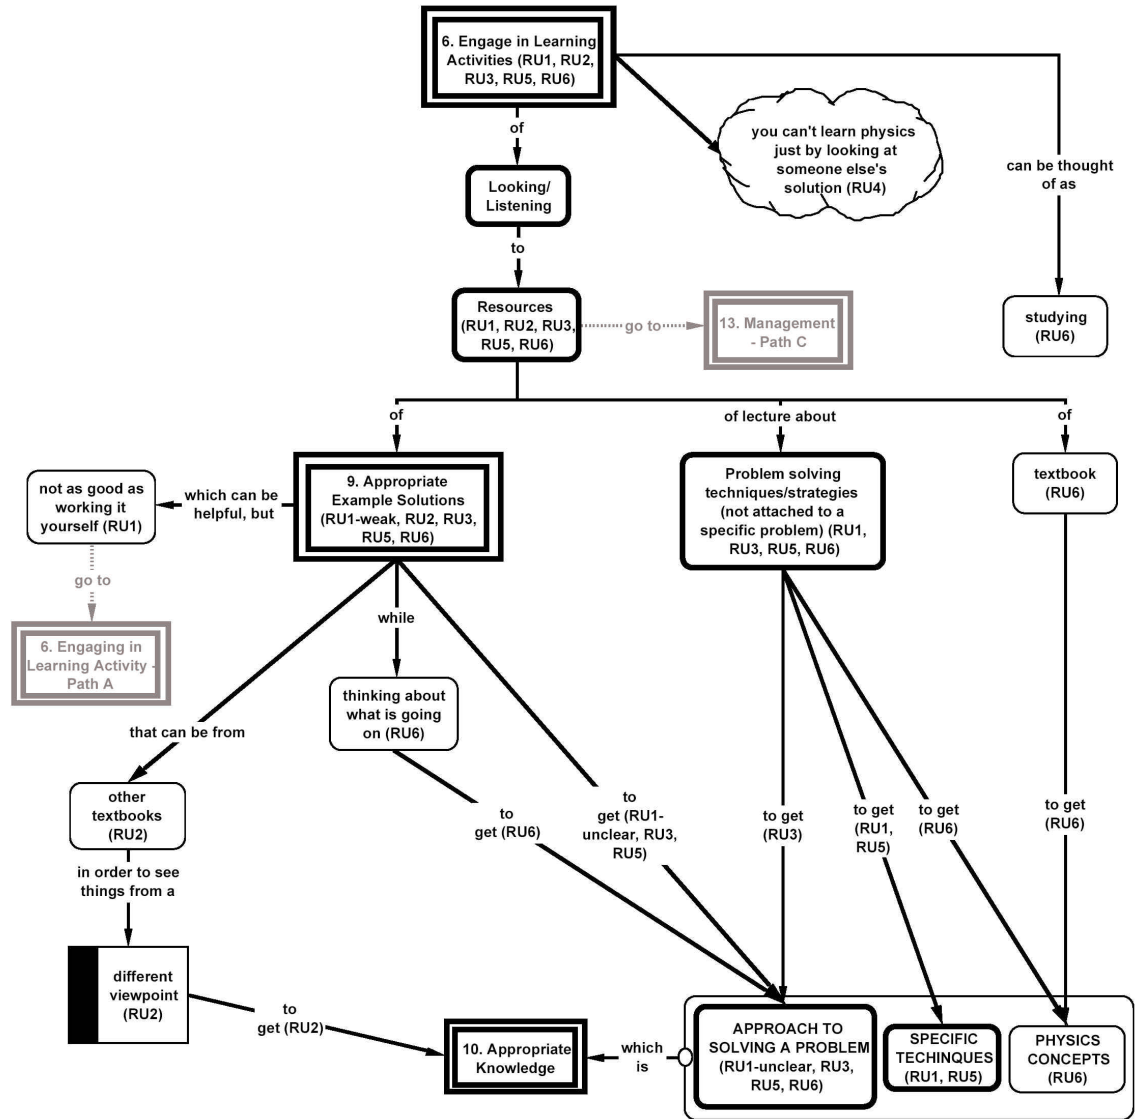 6. Engage in Learning
Activities (RU1, RU2,
RU3, RU5, RU6)
of
you can't learn physics
just by looking at
someone else's
solution (RU4)
can be thought
of as
Looking/
Listening
to
Resources
(RU1, RU2, RU3,
RU5, RU6)
go to
13. Management
- Path C
studying
(RU6)
of
of lecture about
of
not as good as
working it
yourself (RU1)
which can be
helpful, but
9. Appropriate
Example Solutions
(RU1-weak, RU2, RU3,
RU5, RU6)
Problem solving
techniques/strategies
(not attached to a
specific problem) (RU1,
RU3, RU5, RU6)
textbook
(RU6)
go to
6. Engaging in
Learning Activity -
Path A
while
thinking about
what is going
on (RU6)
that can be from
other
textbooks
(RU2)
to
get (RU6)
to
get (RU1-
unclear, RU3,
RU5)
to get
(RU3)
to get
(RU1,
RU5)
to get
(RU6)
to get
(RU6)
in order to see
things from a
different
viewpoint
(RU2)
to
get (RU2)
10. Appropriate
Knowledge
which
is
APPROACH TO
SOLVING A PROBLEM
(RU1-unclear, RU3,
RU5, RU6)
SPECIFIC
TECHINQUES
(RU1, RU5)
PHYSICS
CONCEPTS
(RU6)